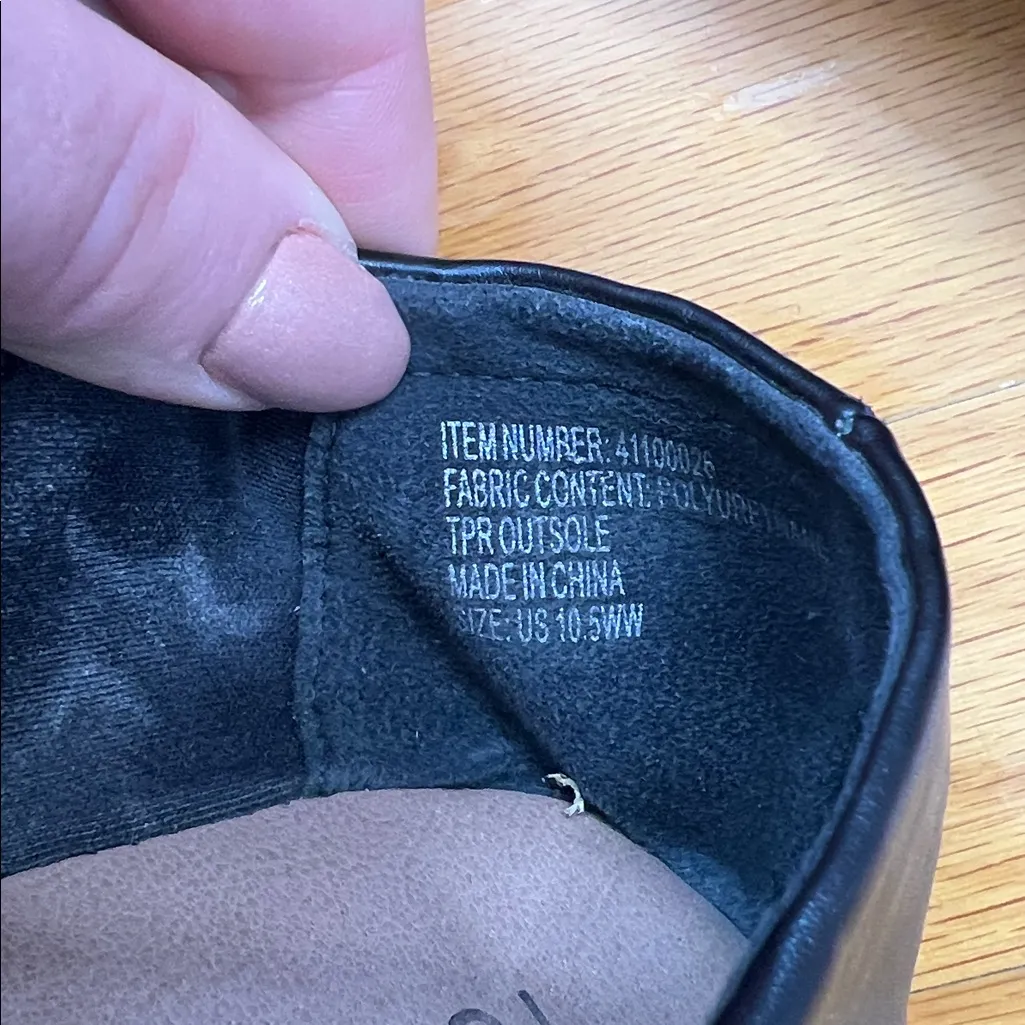 ITEM NUMBER: 41100026
FABRIC CONTENT: POLYURETHANE
TPR OUTSOLE
MADE IN CHINA
SIZE: US 10.5WW